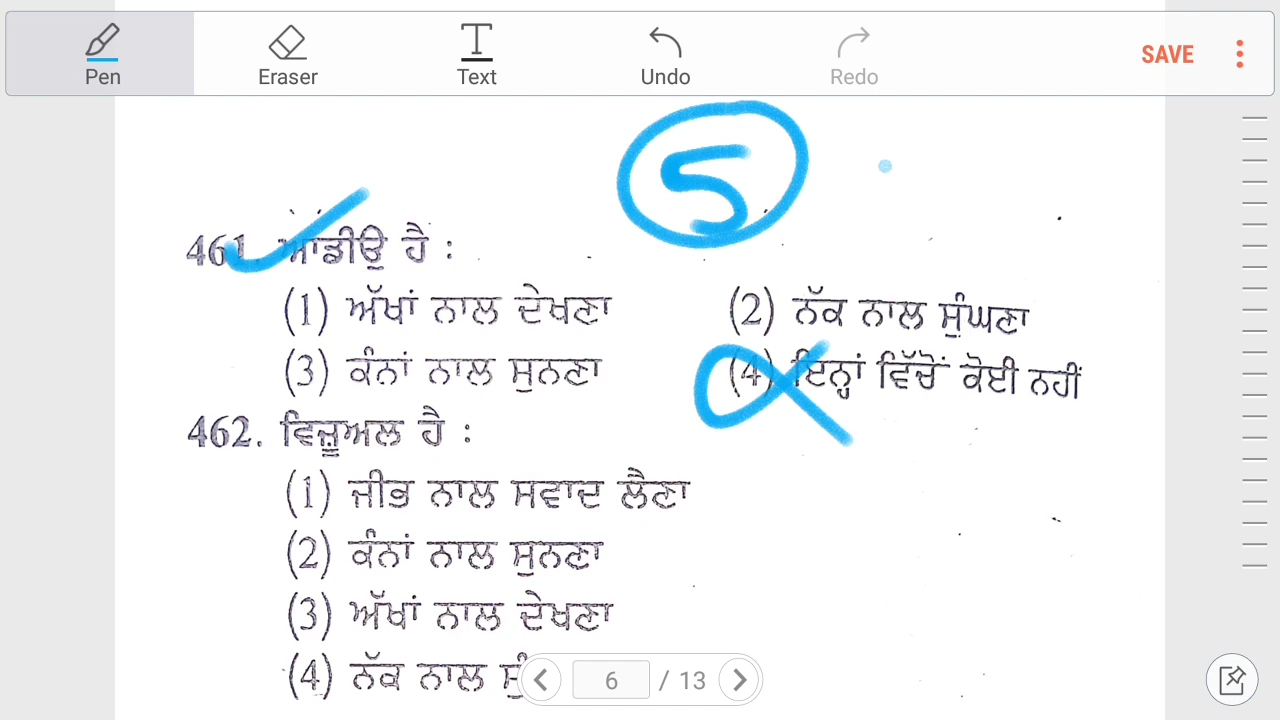 Pen Eraser Text Undo Redo SAVE
5
461. ਆਡੀਉ ਹੈ :
(1) ਅੱਖਾਂ ਨਾਲ ਦੇਖਣਾ (2) ਨੱਕ ਨਾਲ ਸੁੰਘਣਾ
(3) ਕੰਨਾਂ ਨਾਲ ਸੁਨਣਾ (4) ਇਨ੍ਹਾਂ ਵਿੱਚੋਂ ਕੋਈ ਨਹੀਂ
462. ਵਿਜ਼ੂਅਲ ਹੈ :
(1) ਜੀਭ ਨਾਲ ਸਵਾਦ ਲੈਣਾ
(2) ਕੰਨਾਂ ਨਾਲ ਸੁਨਣਾ
(3) ਅੱਖਾਂ ਨਾਲ ਦੇਖਣਾ
(4) ਨੱਕ ਨਾਲ
6 / 13